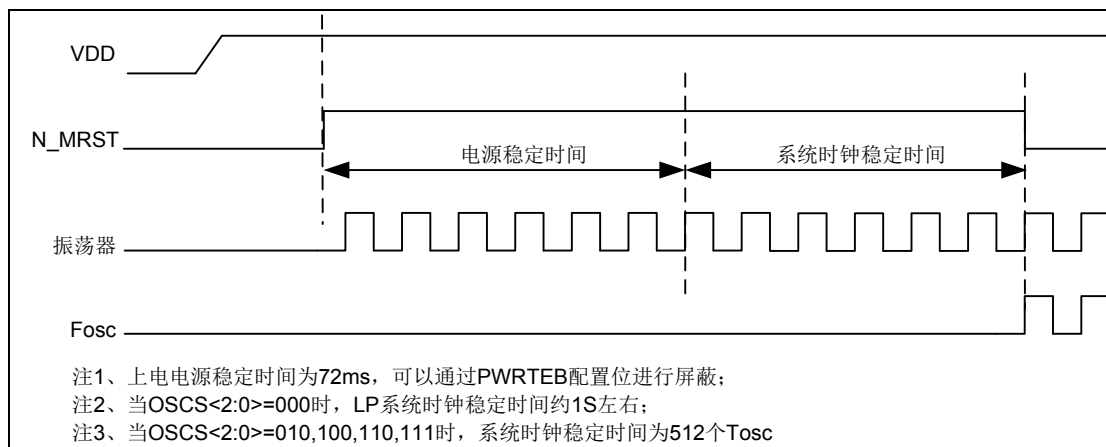 VDD
N_MRST
电源稳定时间
系统时钟稳定时间
振荡器
Fosc
注1、上电电源稳定时间为72ms，可以通过PWRTEB配置位进行屏蔽；
注2、当OSCS<2:0>=000时，LP系统时钟稳定时间约1S左右；
注3、当OSCS<2:0>=010,100,110,111时，系统时钟稳定时间为512个Tosc